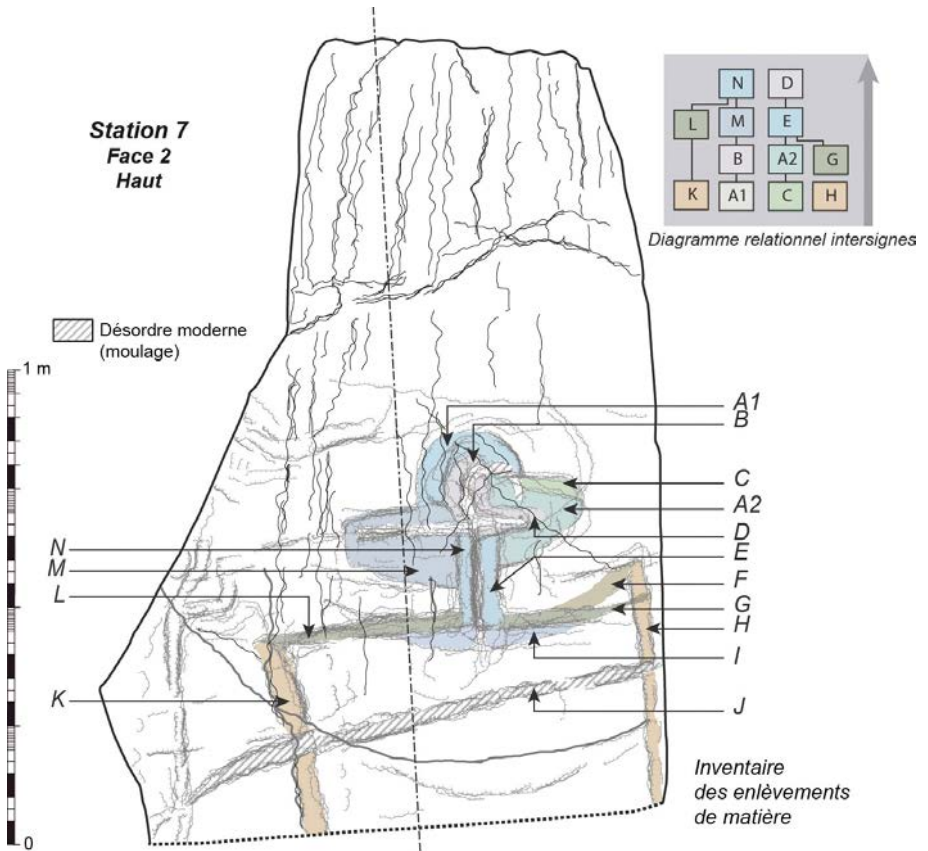 Station 7
Face 2
Haut
N D
L M E
B A2 G
K A1 C H
Diagramme relationnel intersignes
Désordre moderne
(moulage)
1 m
A1
B
C
A2
D
N
E
M
F
L
G
H
I
K
J
Inventaire
des enlèvements
de matière
0